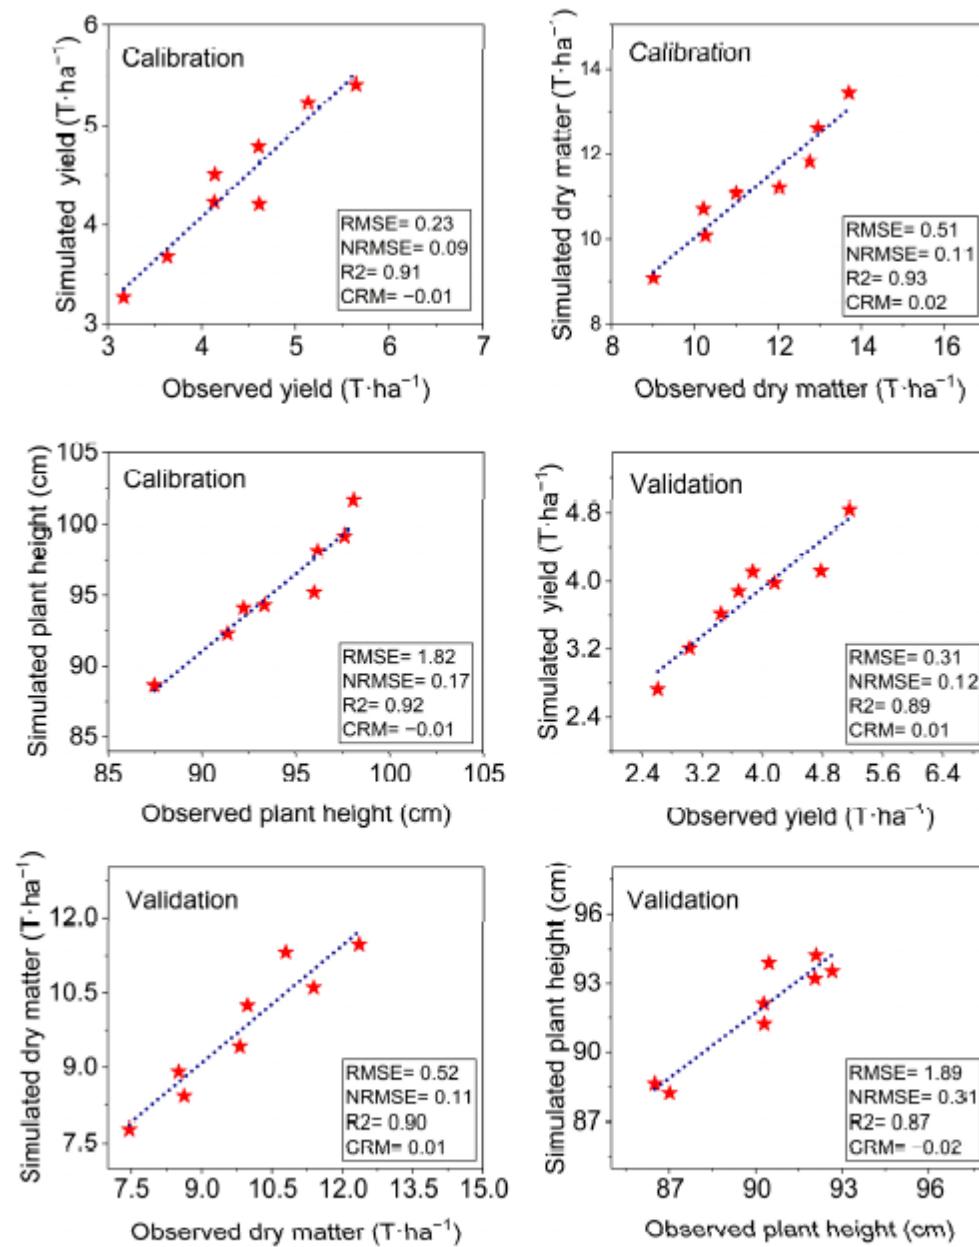 Calibration
Simulated yield (T·ha⁻¹)
6
5
4
3
RMSE= 0.23
NRMSE= 0.09
R2= 0.91
CRM= −0.01
3 4 5 6 7
Observed yield (T·ha⁻¹)
Calibration
Simulated dry matter (T·ha⁻¹)
14
12
10
8
RMSE= 0.51
NRMSE= 0.11
R2= 0.93
CRM= 0.02
8 10 12 14 16
Observed dry matter (T·ha⁻¹)
Calibration
Simulated plant height (cm)
105
100
95
90
85
RMSE= 1.82
NRMSE= 0.17
R2= 0.92
CRM= −0.01
85 90 95 100 105
Observed plant height (cm)
Validation
Simulated yield (T·ha⁻¹)
4.8
4.0
3.2
2.4
RMSE= 0.31
NRMSE= 0.12
R2= 0.89
CRM= 0.01
2.4 3.2 4.0 4.8 5.6 6.4
Observed yield (T·ha⁻¹)
Validation
Simulated dry matter (T·ha⁻¹)
12.0
10.5
9.0
7.5
RMSE= 0.52
NRMSE= 0.11
R2= 0.90
CRM= 0.01
7.5 9.0 10.5 12.0 13.5 15.0
Observed dry matter (T·ha⁻¹)
Validation
Simulated plant height (cm)
96
93
90
87
RMSE= 1.89
NRMSE= 0.31
R2= 0.87
CRM= −0.02
87 90 93 96
Observed plant height (cm)